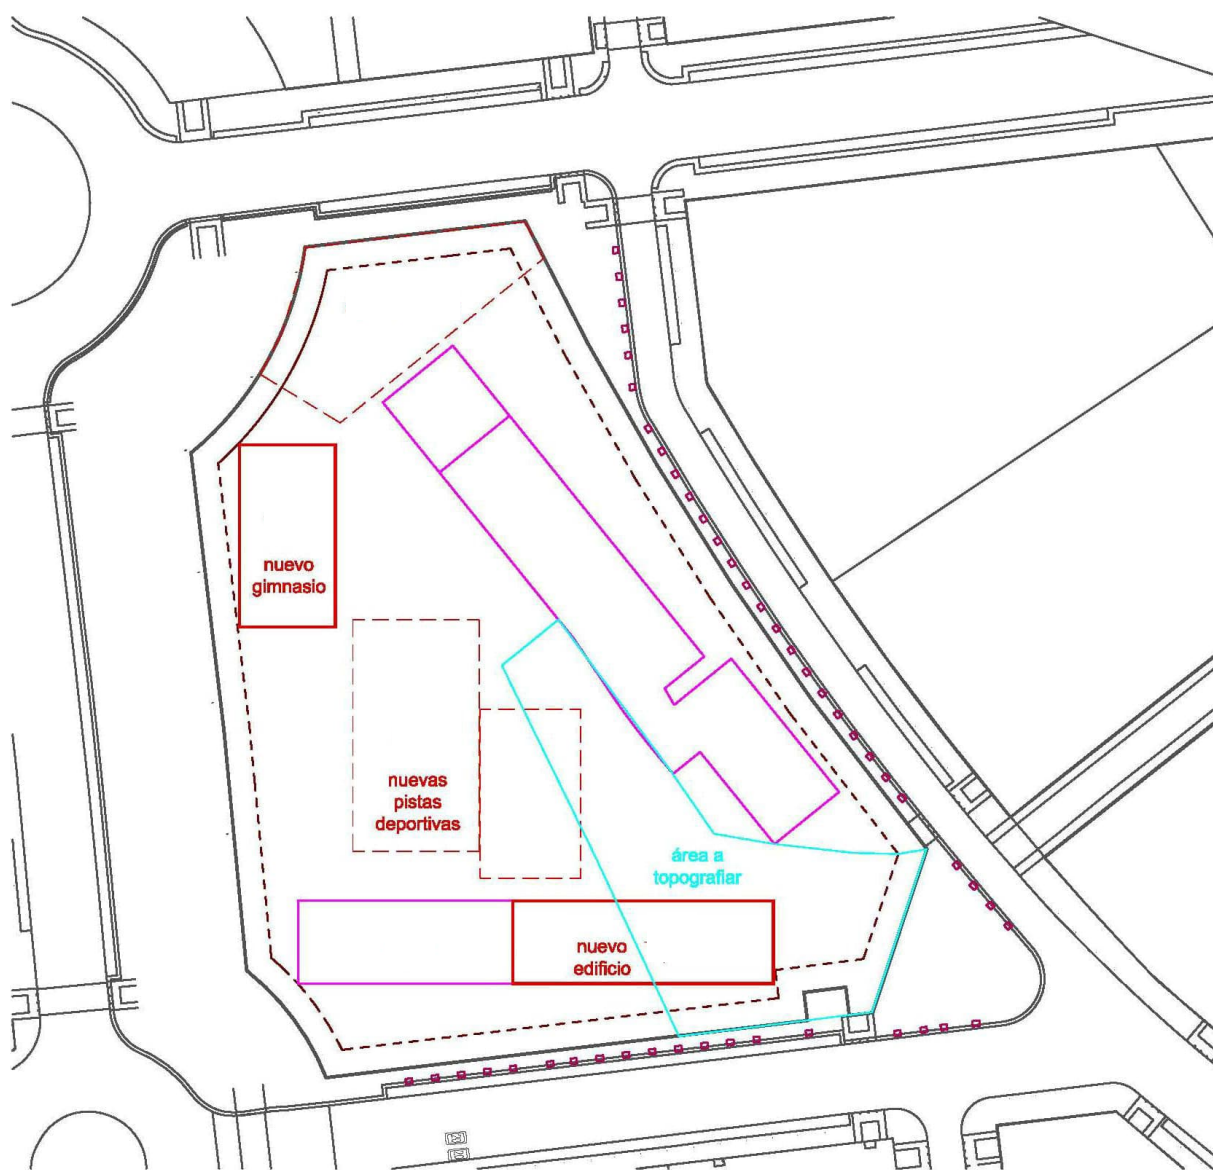 nuevo
gimnasio
nuevas
pistas
deportivas
área a
topografiar
nuevo
edificio